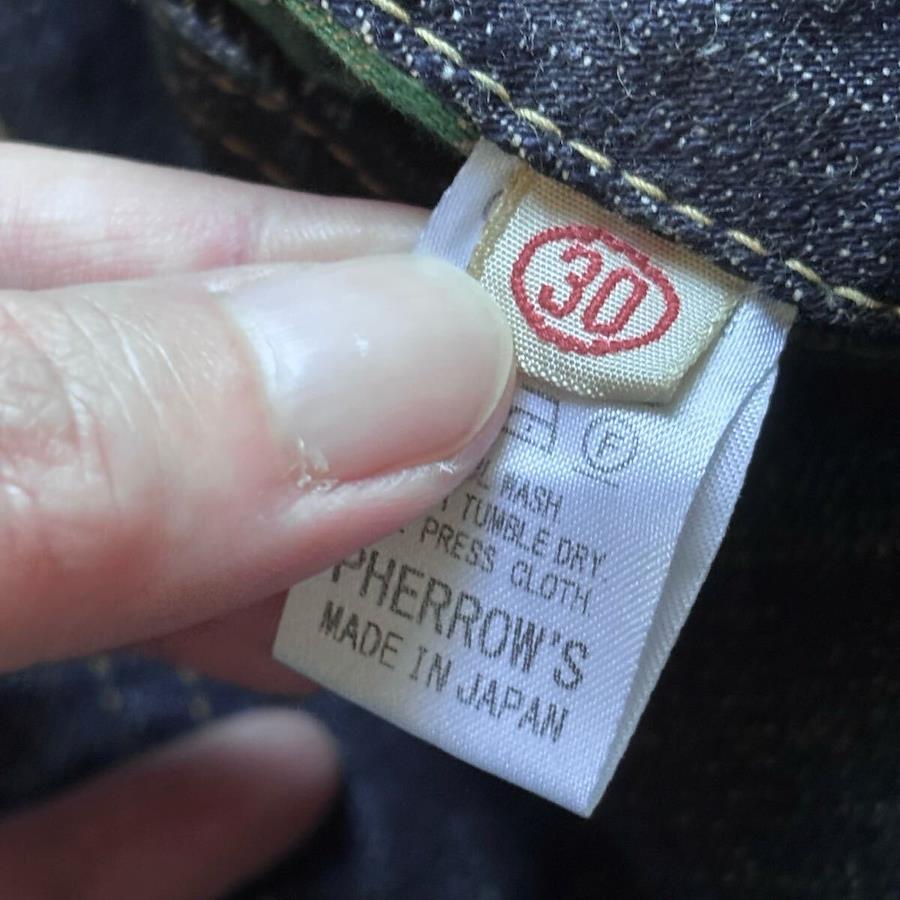 30
F
WASH
TUMBLE DRY.
PRESS CLOTH
PHERROW'S
MADE IN JAPAN